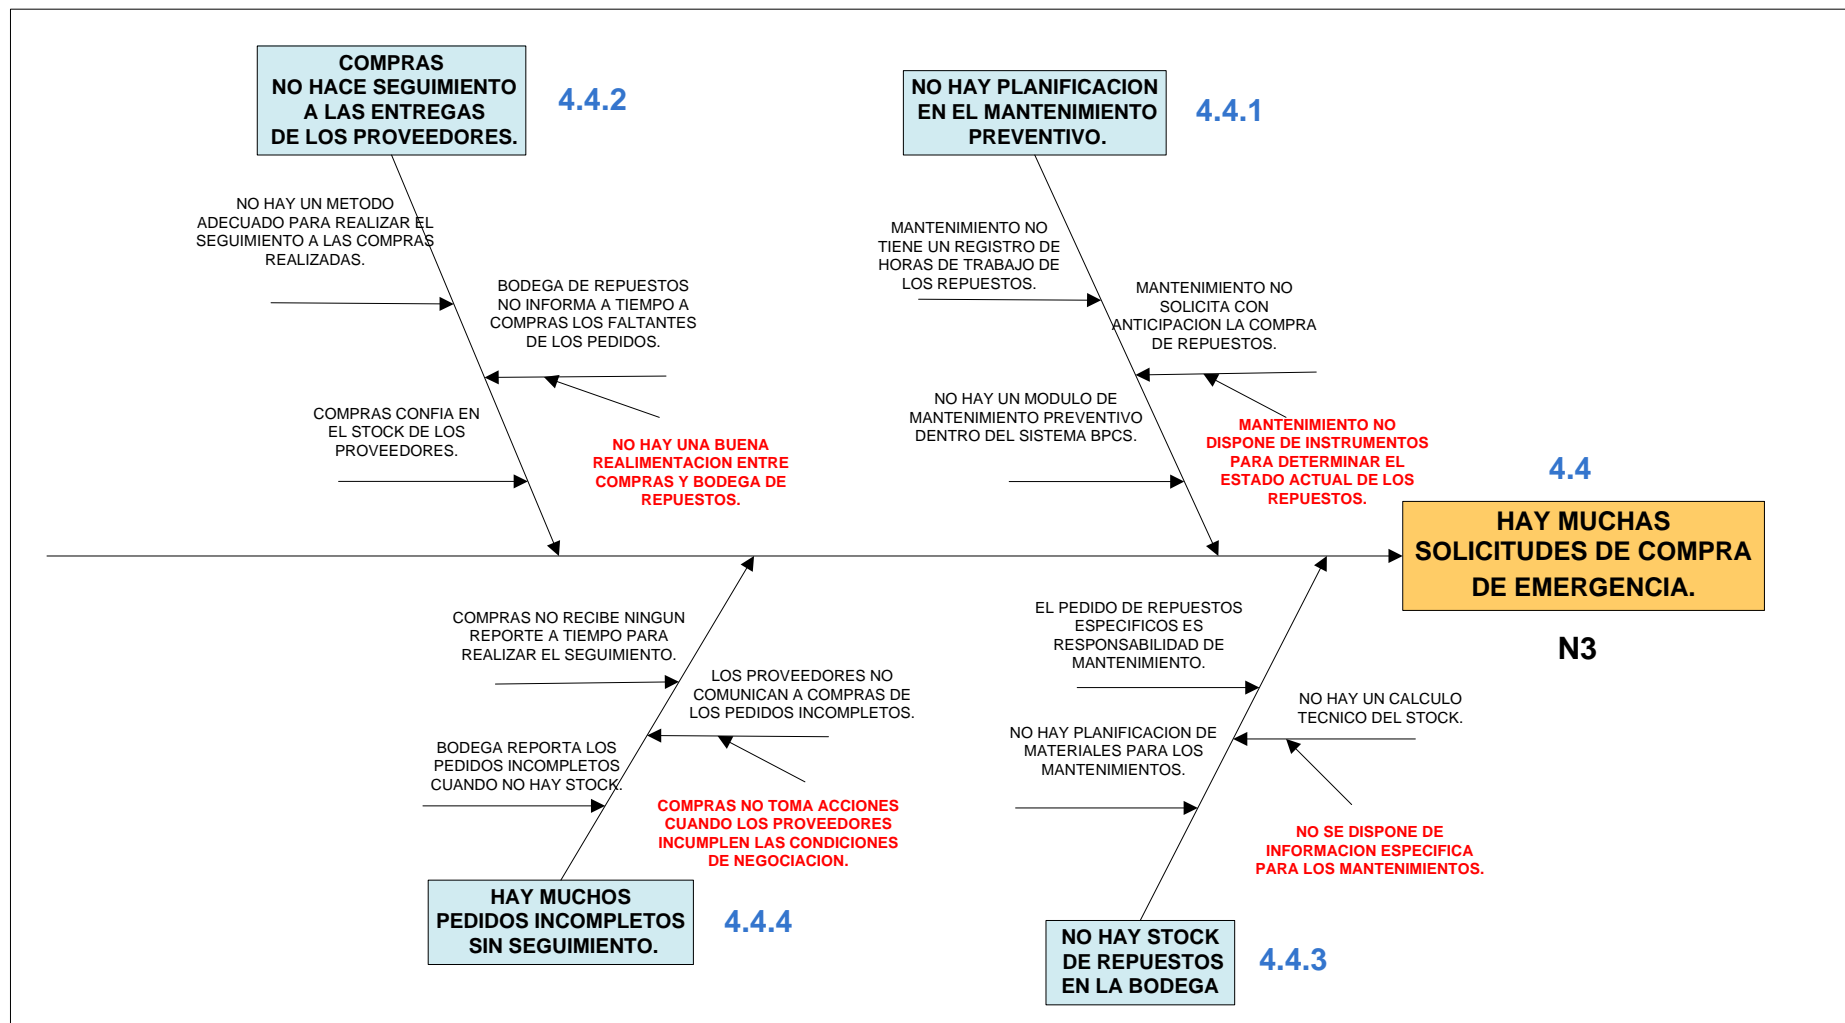 COMPRAS
NO HACE SEGUIMIENTO
A LAS ENTREGAS
DE LOS PROVEEDORES.
4.4.2
NO HAY PLANIFICACION
EN EL MANTENIMIENTO
PREVENTIVO.
4.4.1
NO HAY UN METODO
ADECUADO PARA REALIZAR EL
SEGUIMIENTO A LAS COMPRAS
REALIZADAS.
BODEGA DE REPUESTOS
NO INFORMA A TIEMPO A
COMPRAS LOS FALTANTES
DE LOS PEDIDOS.
COMPRAS CONFIA EN
EL STOCK DE LOS
PROVEEDORES.
NO HAY UNA BUENA
REALIMENTACION ENTRE
COMPRAS Y BODEGA DE
REPUESTOS.
MANTENIMIENTO NO
TIENE UN REGISTRO DE
HORAS DE TRABAJO DE
LOS REPUESTOS.
MANTENIMIENTO NO
SOLICITA CON
ANTICIPACION LA COMPRA
DE REPUESTOS.
NO HAY UN MODULO DE
MANTENIMIENTO PREVENTIVO
DENTRO DEL SISTEMA BPCS.
MANTENIMIENTO NO
DISPONE DE INSTRUMENTOS
PARA DETERMINAR EL
ESTADO ACTUAL DE LOS
REPUESTOS.
4.4
HAY MUCHAS
SOLICITUDES DE COMPRA
DE EMERGENCIA.
N3
COMPRAS NO RECIBE NINGUN
REPORTE A TIEMPO PARA
REALIZAR EL SEGUIMIENTO.
LOS PROVEEDORES NO
COMUNICAN A COMPRAS DE
LOS PEDIDOS INCOMPLETOS.
BODEGA REPORTA LOS
PEDIDOS INCOMPLETOS
CUANDO NO HAY STOCK.
COMPRAS NO TOMA ACCIONES
CUANDO LOS PROVEEDORES
INCUMPLEN LAS CONDICIONES
DE NEGOCIACION.
HAY MUCHOS
PEDIDOS INCOMPLETOS
SIN SEGUIMIENTO.
4.4.4
EL PEDIDO DE REPUESTOS
ESPECIFICOS ES
RESPONSABILIDAD DE
MANTENIMIENTO.
NO HAY UN CALCULO
TECNICO DEL STOCK.
NO HAY PLANIFICACION DE
MATERIALES PARA LOS
MANTENIMIENTOS.
NO SE DISPONE DE
INFORMACION ESPECIFICA
PARA LOS MANTENIMIENTOS.
NO HAY STOCK
DE REPUESTOS
EN LA BODEGA
4.4.3